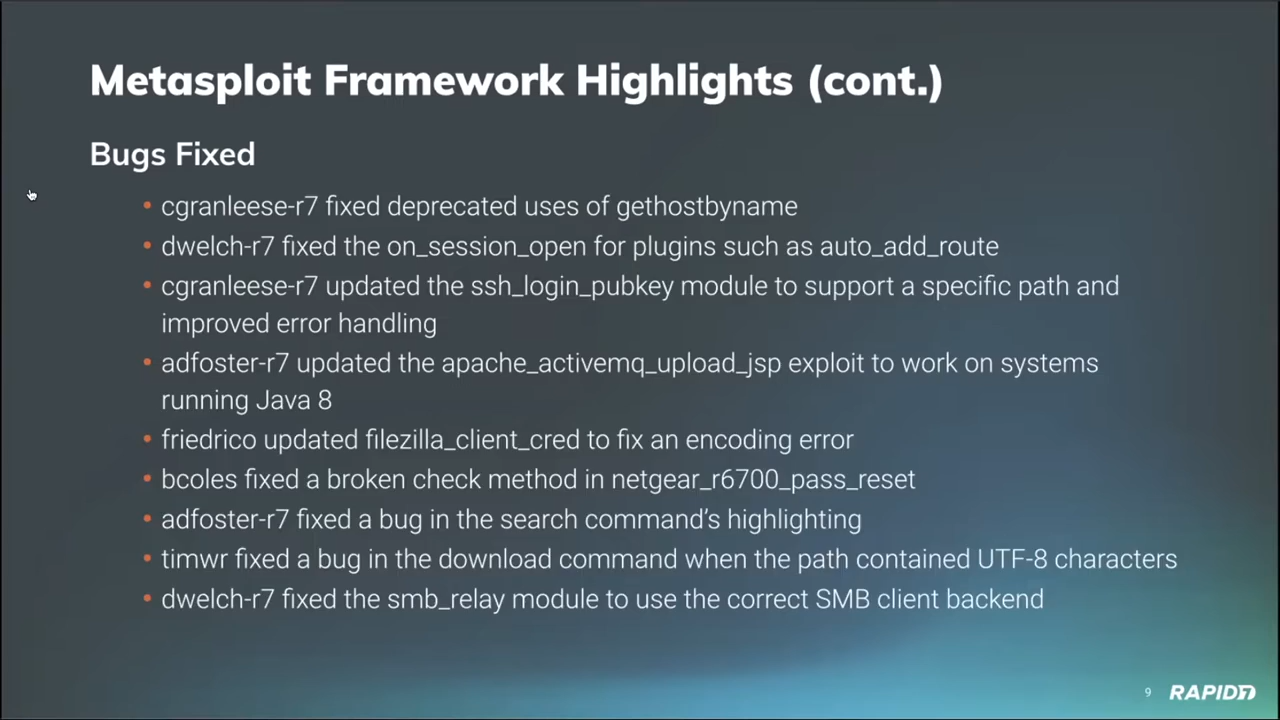 Metasploit Framework Highlights (cont.)
Bugs Fixed
• cgranleese-r7 fixed deprecated uses of gethostbyname
• dwelch-r7 fixed the on_session_open for plugins such as auto_add_route
• cgranleese-r7 updated the ssh_login_pubkey module to support a specific path and
improved error handling
• adfoster-r7 updated the apache_activemq_upload_jsp exploit to work on systems
running Java 8
• friedrico updated filezilla_client_cred to fix an encoding error
• bcoles fixed a broken check method in netgear_r6700_pass_reset
• adfoster-r7 fixed a bug in the search command’s highlighting
• timwr fixed a bug in the download command when the path contained UTF-8 characters
• dwelch-r7 fixed the smb_relay module to use the correct SMB client backend
9 RAPID7